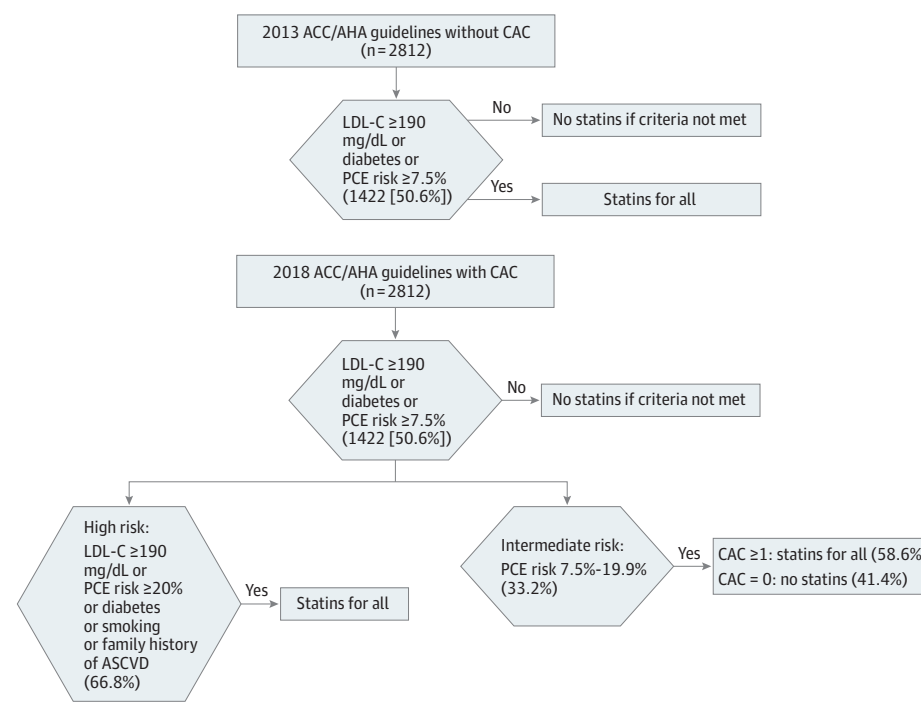 2013 ACC/AHA guidelines without CAC
(n=2812)
LDL-C ≥190
mg/dL or
diabetes or
PCE risk ≥7.5%
(1422 [50.6%])
No
No statins if criteria not met
Yes
Statins for all
2018 ACC/AHA guidelines with CAC
(n=2812)
LDL-C ≥190
mg/dL or
diabetes or
PCE risk ≥7.5%
(1422 [50.6%])
No
No statins if criteria not met
High risk:
LDL-C ≥190
mg/dL or
PCE risk ≥20%
or diabetes
or smoking
or family history
of ASCVD
(66.8%)
Yes
Statins for all
Intermediate risk:
PCE risk 7.5%-19.9%
(33.2%)
Yes
CAC ≥1: statins for all (58.6%
CAC = 0: no statins (41.4%)